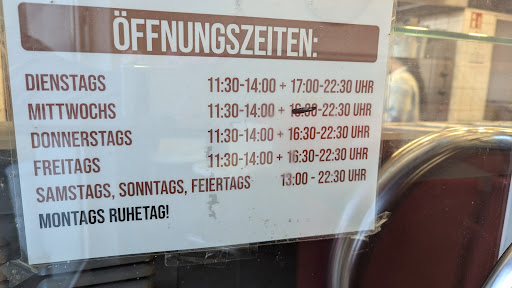 ÖFFNUNGSZEITEN:
DIENSTAGS 11:30-14:00 + 17:00-22:30 UHR
MITTWOCHS 11:30-14:00 + -22:30 UHR
DONNERSTAGS 11:30-14:00 + 16:30-22:30 UHR
FREITAGS 11:30-14:00 + 16:30-22:30 UHR
SAMSTAGS, SONNTAGS, FEIERTAGS 13:00 - 22:30 UHR
MONTAGS RUHETAG!